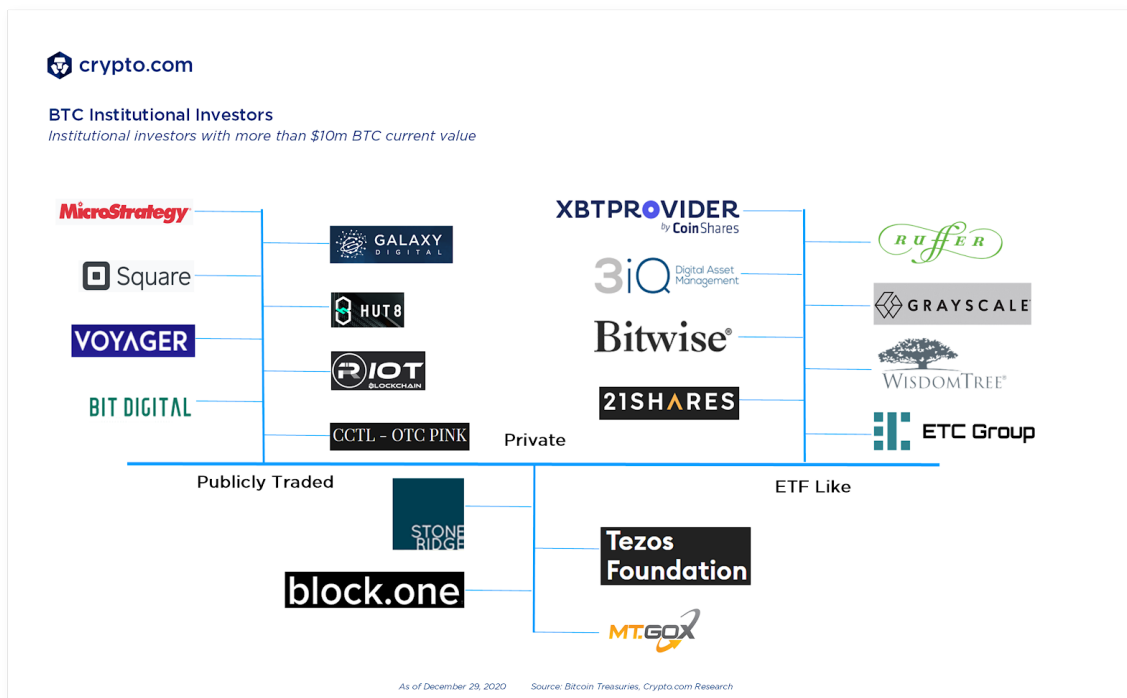 crypto.com
BTC Institutional Investors
Institutional investors with more than $10m BTC current value
MicroStrategy
Square
VOYAGER
BIT DIGITAL
GALAXY
DIGITAL
HUT 8
RIOT
BLOCKCHAIN
CCTL – OTC PINK
Publicly Traded
XBTPROVIDER
by CoinShares
3iQ Digital Asset
Management
Bitwise®
21SHARES
RUFFER
GRAYSCALE
WISDOMTREE®
ETC Group
ETF Like
Private
STONE
RIDGE
block.one
Tezos
Foundation
MT.GOX
As of December 29, 2020 Source: Bitcoin Treasuries, Crypto.com Research